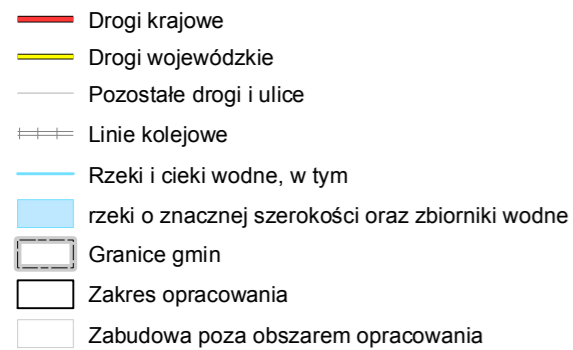 Drogi krajowe
Drogi wojewódzkie
Pozostałe drogi i ulice
Linie kolejowe
Rzeki i cieki wodne, w tym
rzeki o znacznej szerokości oraz zbiorniki wodne
Granice gmin
Zakres opracowania
Zabudowa poza obszarem opracowania